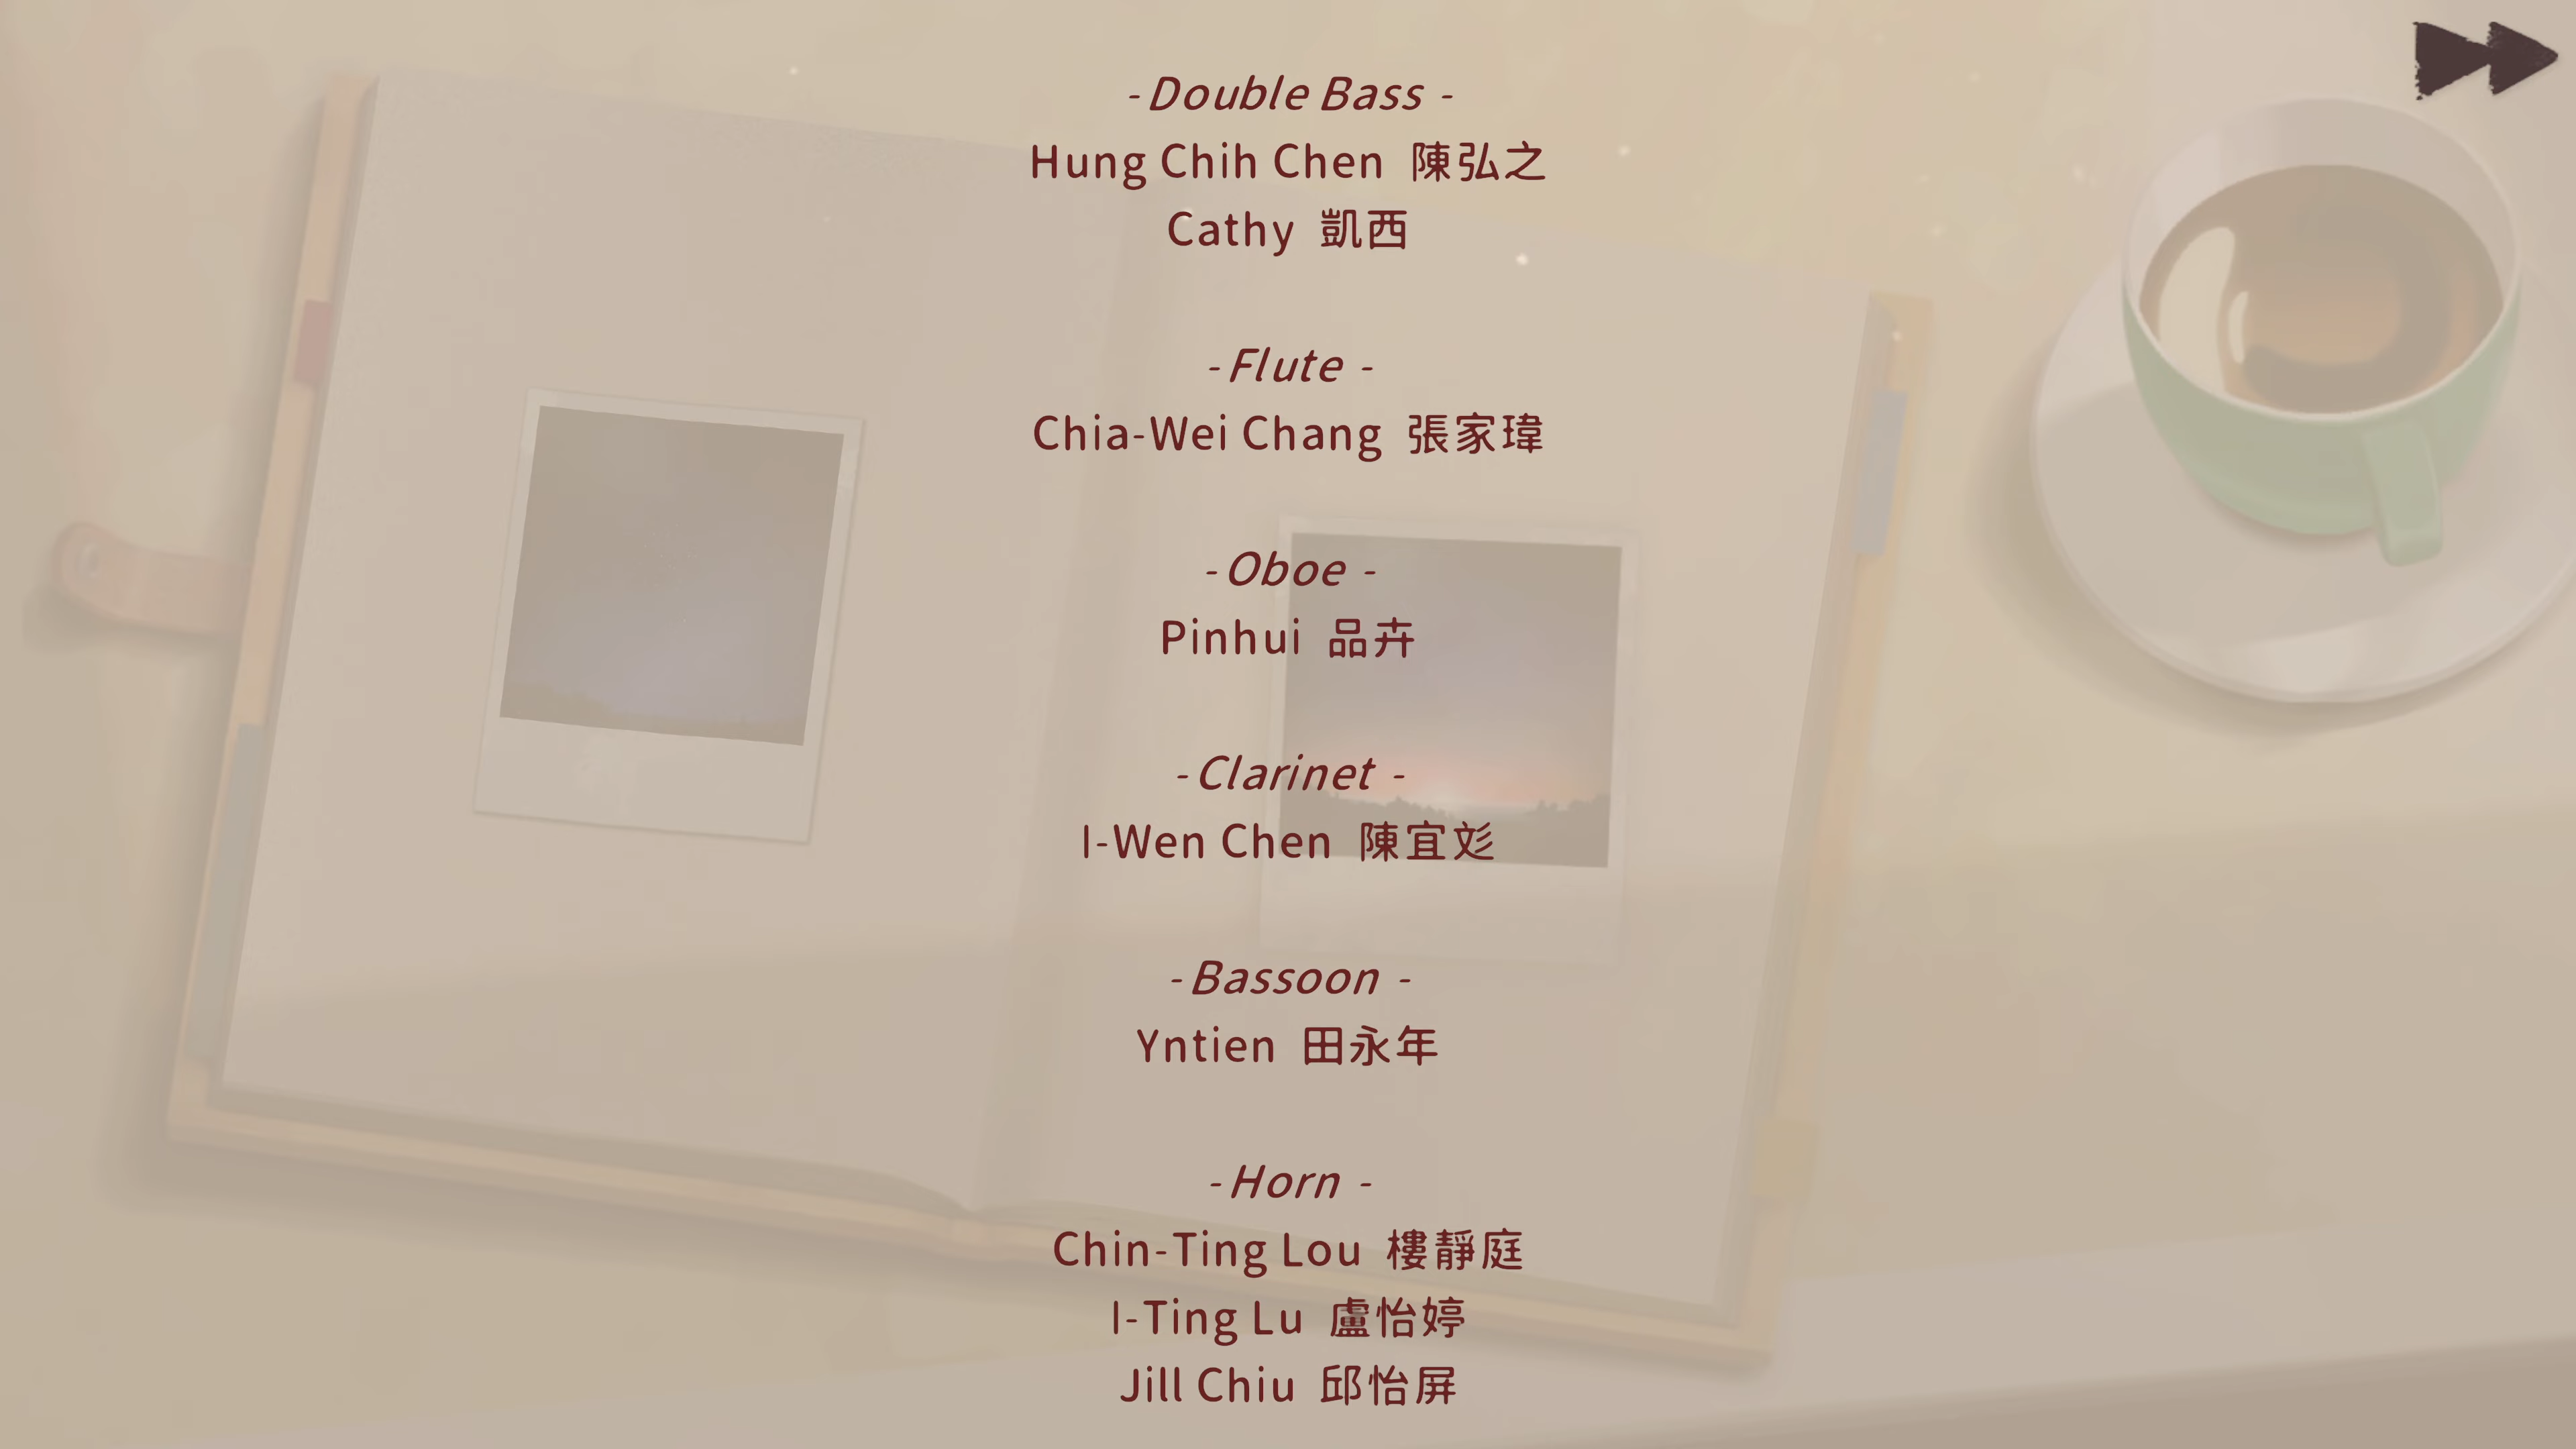 - Double Bass -
Hung Chih Chen 陳弘之
Cathy 凱西
- Flute -
Chia-Wei Chang 張家瑋
- Oboe -
Pinhui 品卉
- Clarinet -
I-Wen Chen 陳宜彣
- Bassoon -
Yntien 田永年
- Horn -
Chin-Ting Lou 樓靜庭
I-Ting Lu 盧怡婷
Jill Chiu 邱怡屏